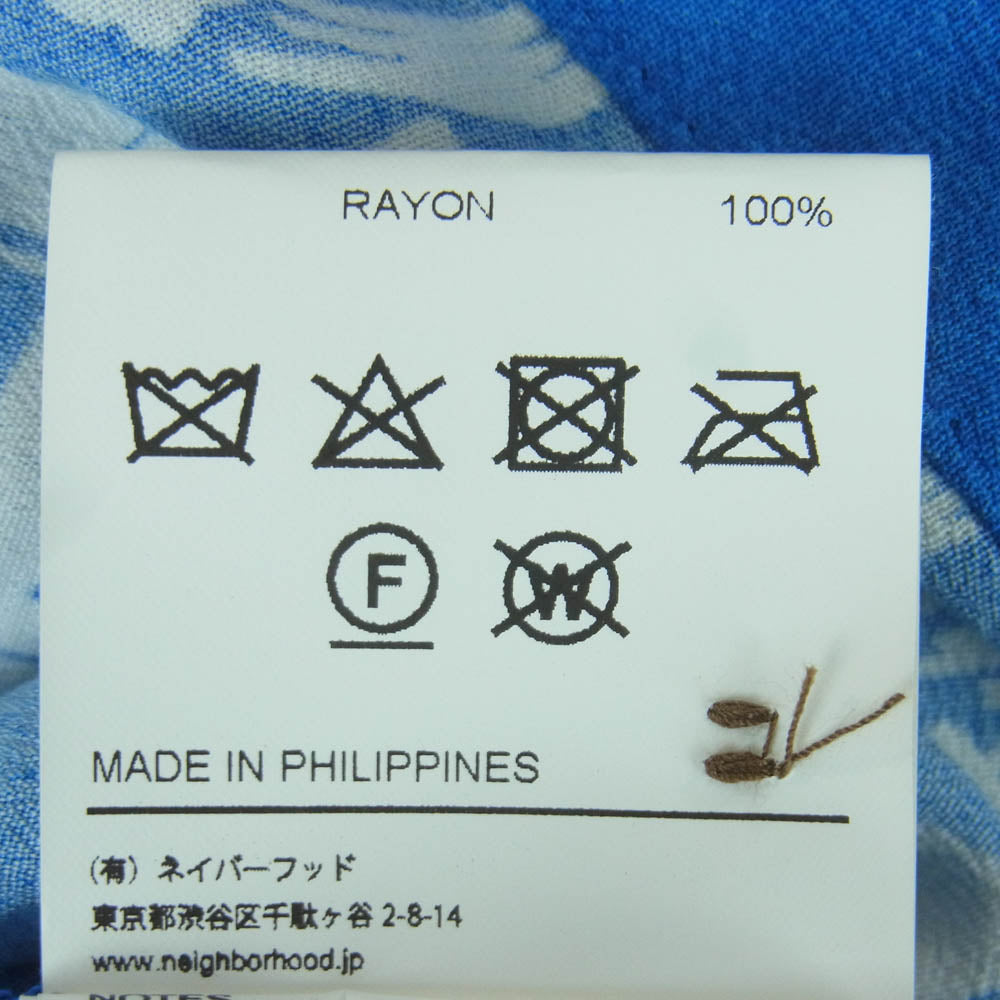 RAYON 100%
F W
MADE IN PHILIPPINES
(有) ネイバーフッド
東京都渋谷区千駄ヶ谷 2-8-14
www.neighborhood.jp
NOTES